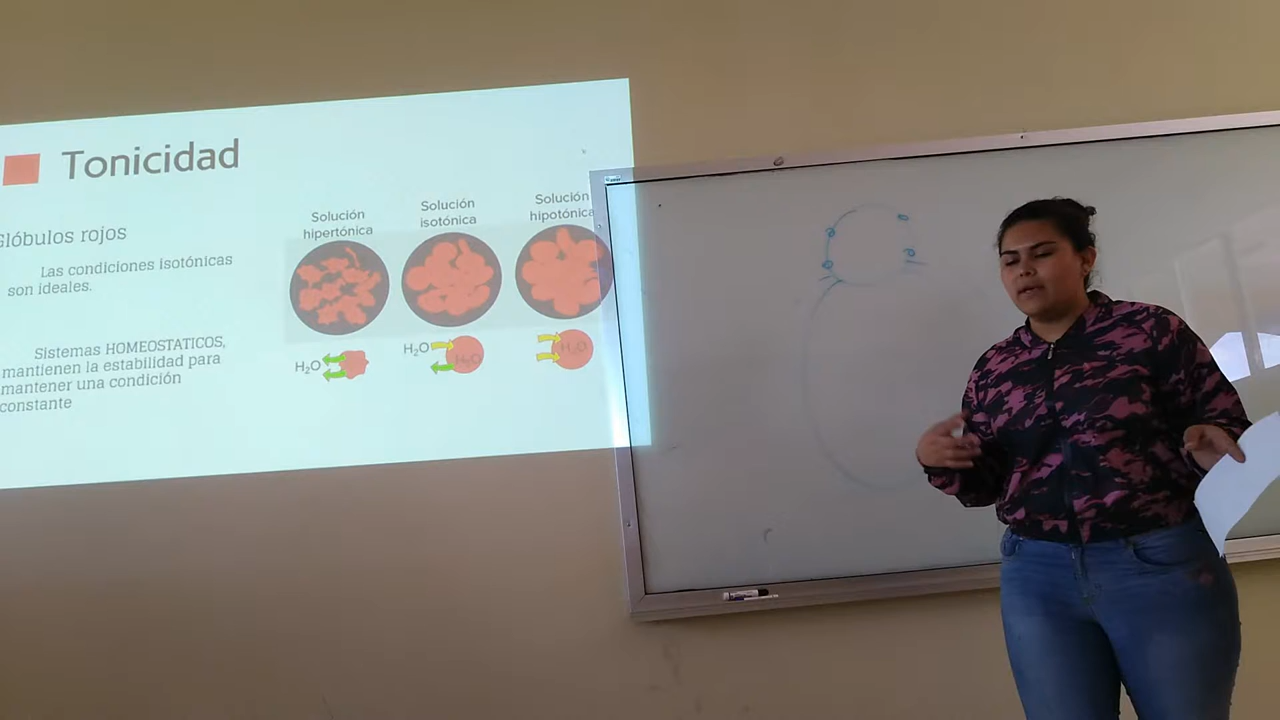 Tonicidad
Glóbulos rojos
Las condiciones isotónicas
son ideales.
Sistemas HOMEOSTATICOS,
mantienen la estabilidad para
mantener una condición
constante
Solución
hipertónica
Solución
isotónica
Solución
hipotónica
H₂O
H₂O
H₂O
H₂O